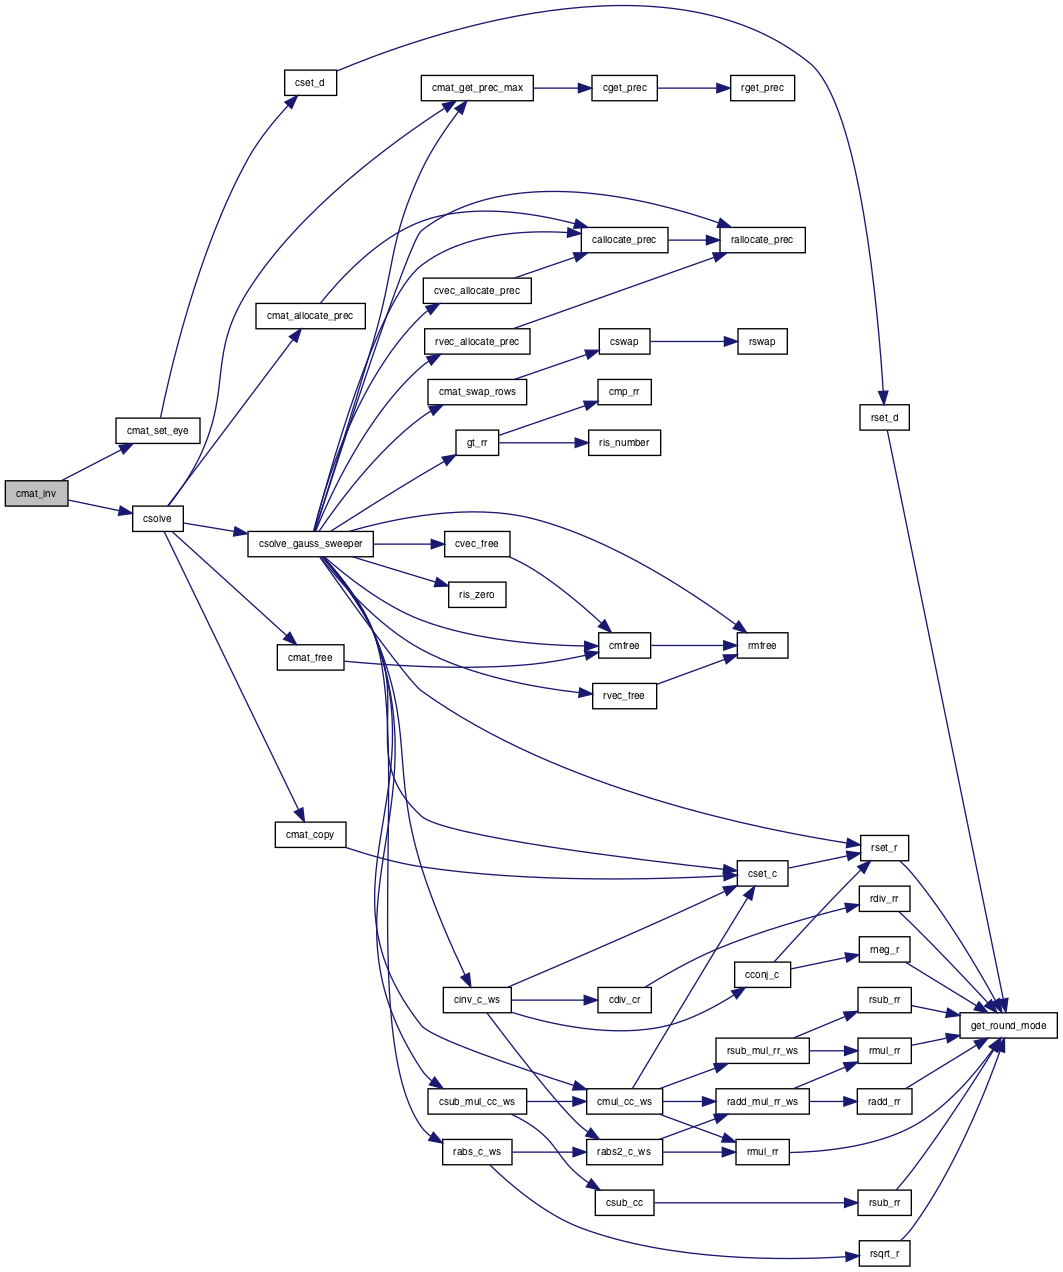 cset_d
cmat_get_prec_max
cget_prec
rget_prec
callocate_prec
rallocate_prec
cvec_allocate_prec
cmat_allocate_prec
rvec_allocate_prec
cswap
rswap
cmat_swap_rows
cmp_rr
rset_d
cmat_set_eye
gt_rr
ris_number
cmat_inv
csolve
csolve_gauss_sweeper
cvec_free
ris_zero
cmfree
rmfree
cmat_free
rvec_free
cmat_copy
rset_r
cset_c
rdiv_rr
rneg_r
cconj_c
cinv_c_ws
cdiv_cr
rsub_rr
get_round_mode
rsub_mul_rr_ws
rmul_rr
csub_mul_cc_ws
cmul_cc_ws
radd_mul_rr_ws
radd_rr
rabs_c_ws
rabs2_c_ws
rmul_rr
csub_cc
rsub_rr
rsqrt_r